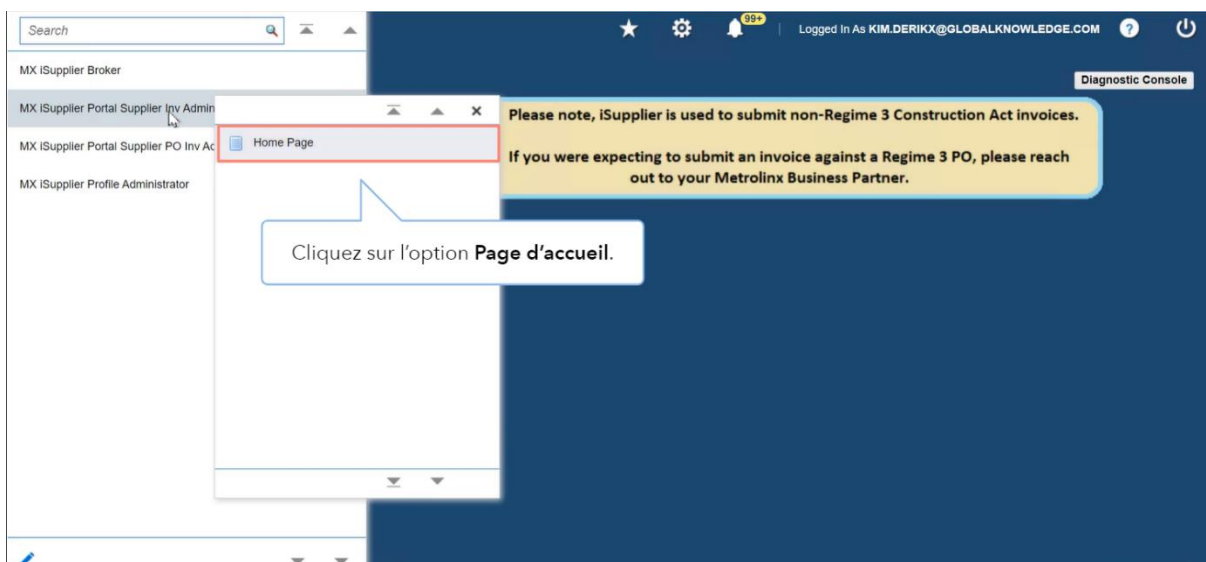 Search
99+
Logged In As KIM.DERIKX@GLOBALKNOWLEDGE.COM
?
MX iSupplier Broker
Diagnostic Console
MX iSupplier Portal Supplier Inv Admin
Please note, iSupplier is used to submit non-Regime 3 Construction Act invoices.
MX iSupplier Portal Supplier PO Inv Ad
Home Page
If you were expecting to submit an invoice against a Regime 3 PO, please reach
out to your Metrolinx Business Partner.
MX iSupplier Profile Administrator
Cliquez sur l'option Page d'accueil.